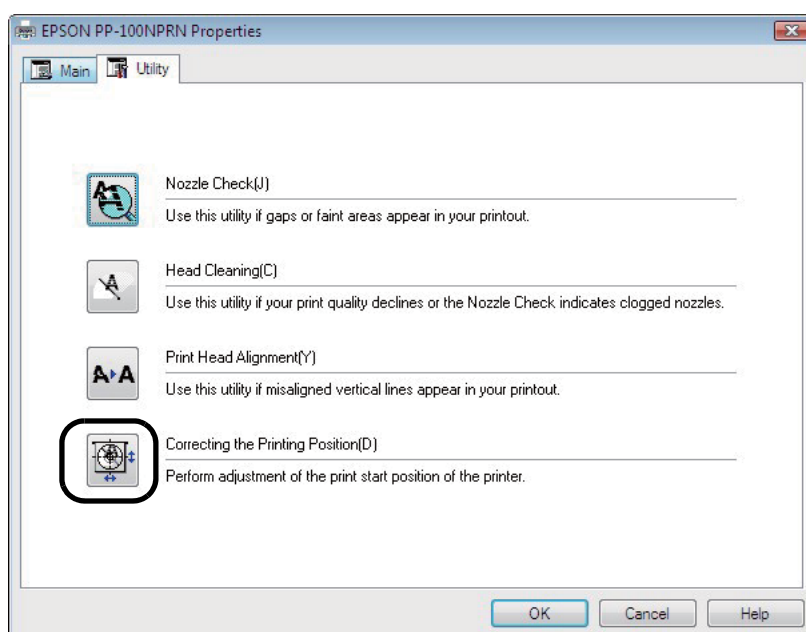 EPSON PP-100NPRN Properties
Main
Utility
Nozzle Check(J)
Use this utility if gaps or faint areas appear in your printout.
Head Cleaning(C)
Use this utility if your print quality declines or the Nozzle Check indicates clogged nozzles.
Print Head Alignment(Y)
Use this utility if misaligned vertical lines appear in your printout.
Correcting the Printing Position(D)
Perform adjustment of the print start position of the printer.
OK
Cancel
Help